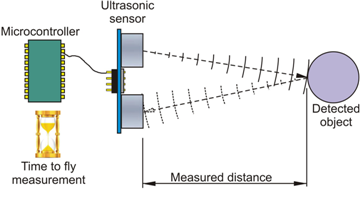 Ultrasonic
sensor
Microcontroller
Time to fly
measurement
Measured distance
Detected
object